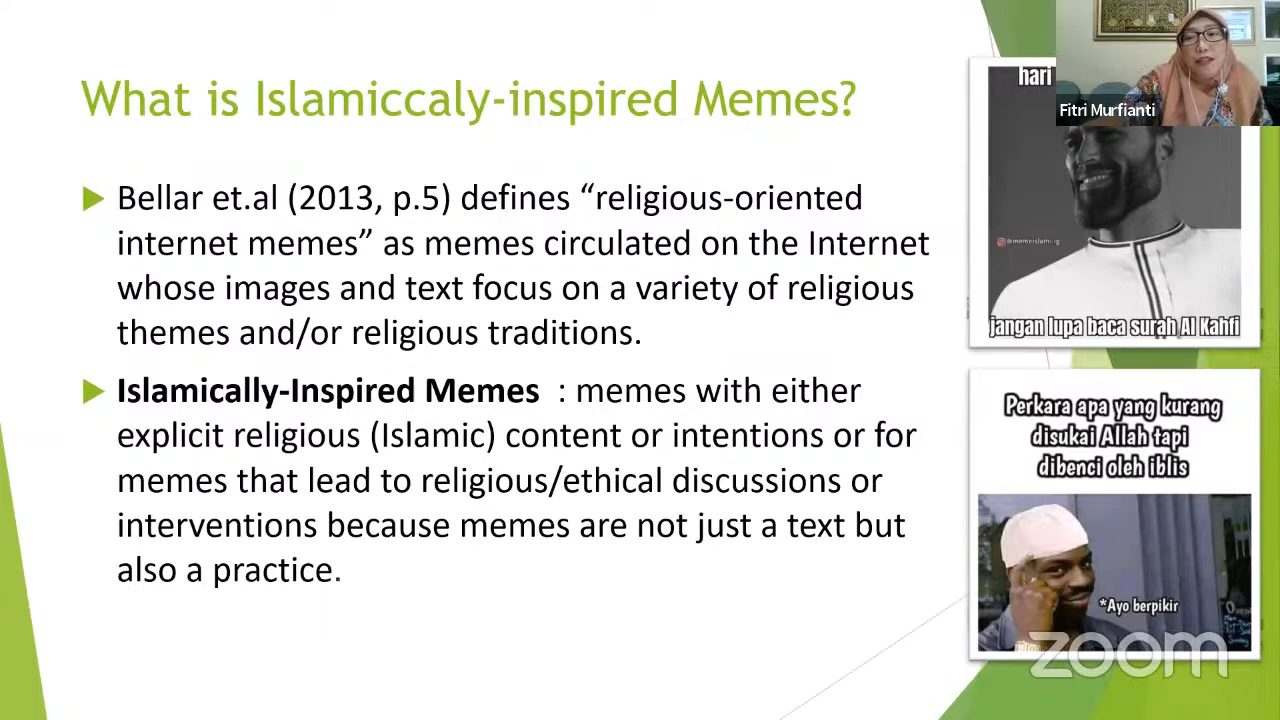 What is Islamiccaly-inspired Memes?
Bellar et.al (2013, p.5) defines “religious-oriented
internet memes” as memes circulated on the Internet
whose images and text focus on a variety of religious
themes and/or religious traditions.
Islamically-Inspired Memes : memes with either
explicit religious (Islamic) content or intentions or for
memes that lead to religious/ethical discussions or
interventions because memes are not just a text but
also a practice.
Fitri Murfianti
hari
jangan lupa baca surah Al Kahfi
Perkara apa yang kurang
disukai Allah tapi
dibenci oleh iblis
*Ayo berpikir
zoom